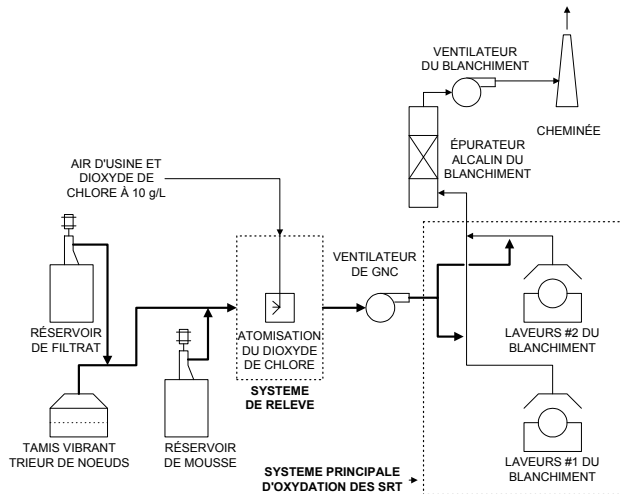 VENTILATEUR
DU BLANCHIMENT
CHEMINÉE
ÉPURATEUR
ALCALIN DU
BLANCHIMENT
AIR D'USINE ET
DIOXYDE DE
CHLORE À 10 g/L
VENTILATEUR
DE GNC
RÉSERVOIR
DE FILTRAT
ATOMISATION
DU DIOXYDE
DE CHLORE
LAVEURS #2 DU
BLANCHIMENT
SYSTEME
DE RELEVE
TAMIS VIBRANT
TRIEUR DE NOEUDS
RÉSERVOIR
DE MOUSSE
SYSTEME PRINCIPALE
D'OXYDATION DES SRT
LAVEURS #1 DU
BLANCHIMENT